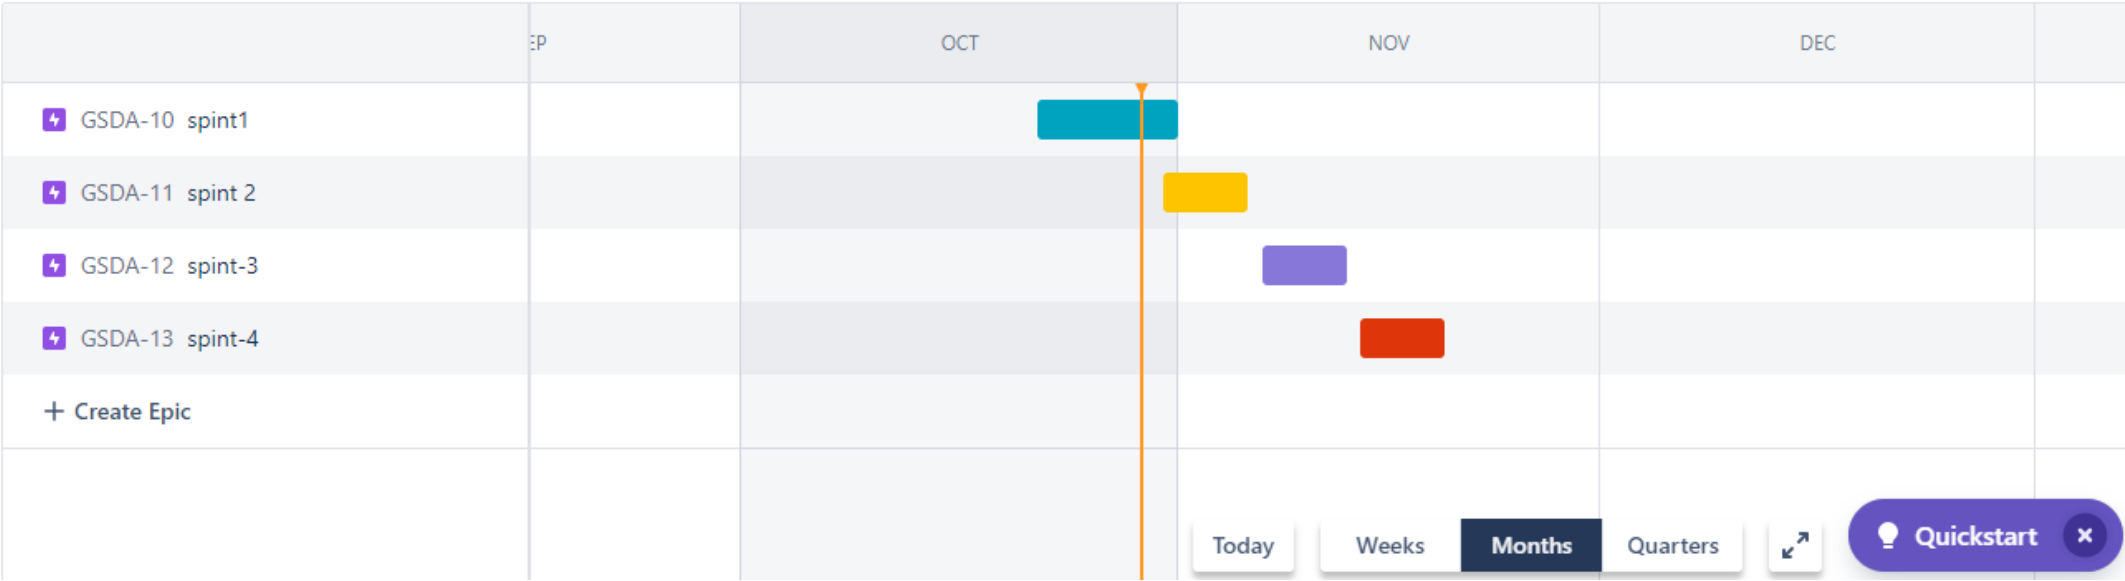 EP OCT NOV DEC
GSDA-10 spint1
GSDA-11 spint 2
GSDA-12 spint-3
GSDA-13 spint-4
+ Create Epic
Today Weeks Months Quarters Quickstart